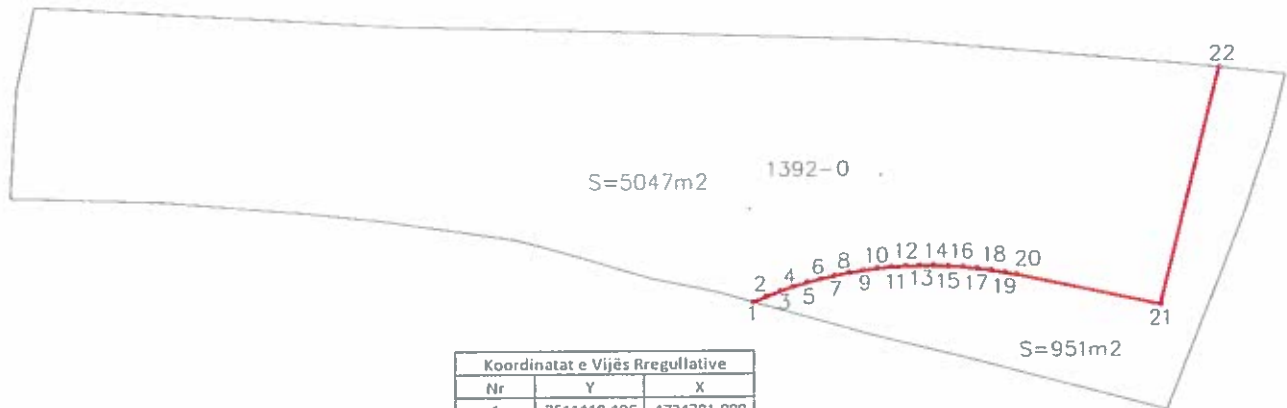 22
1392-0
S=5047m2
2 4 6 8 10 12 14 16 18 20
1 3 5 7 9 11 13 15 17 19 21
S=951m2
Koordinatat e Vijës Rregullative
Nr Y X